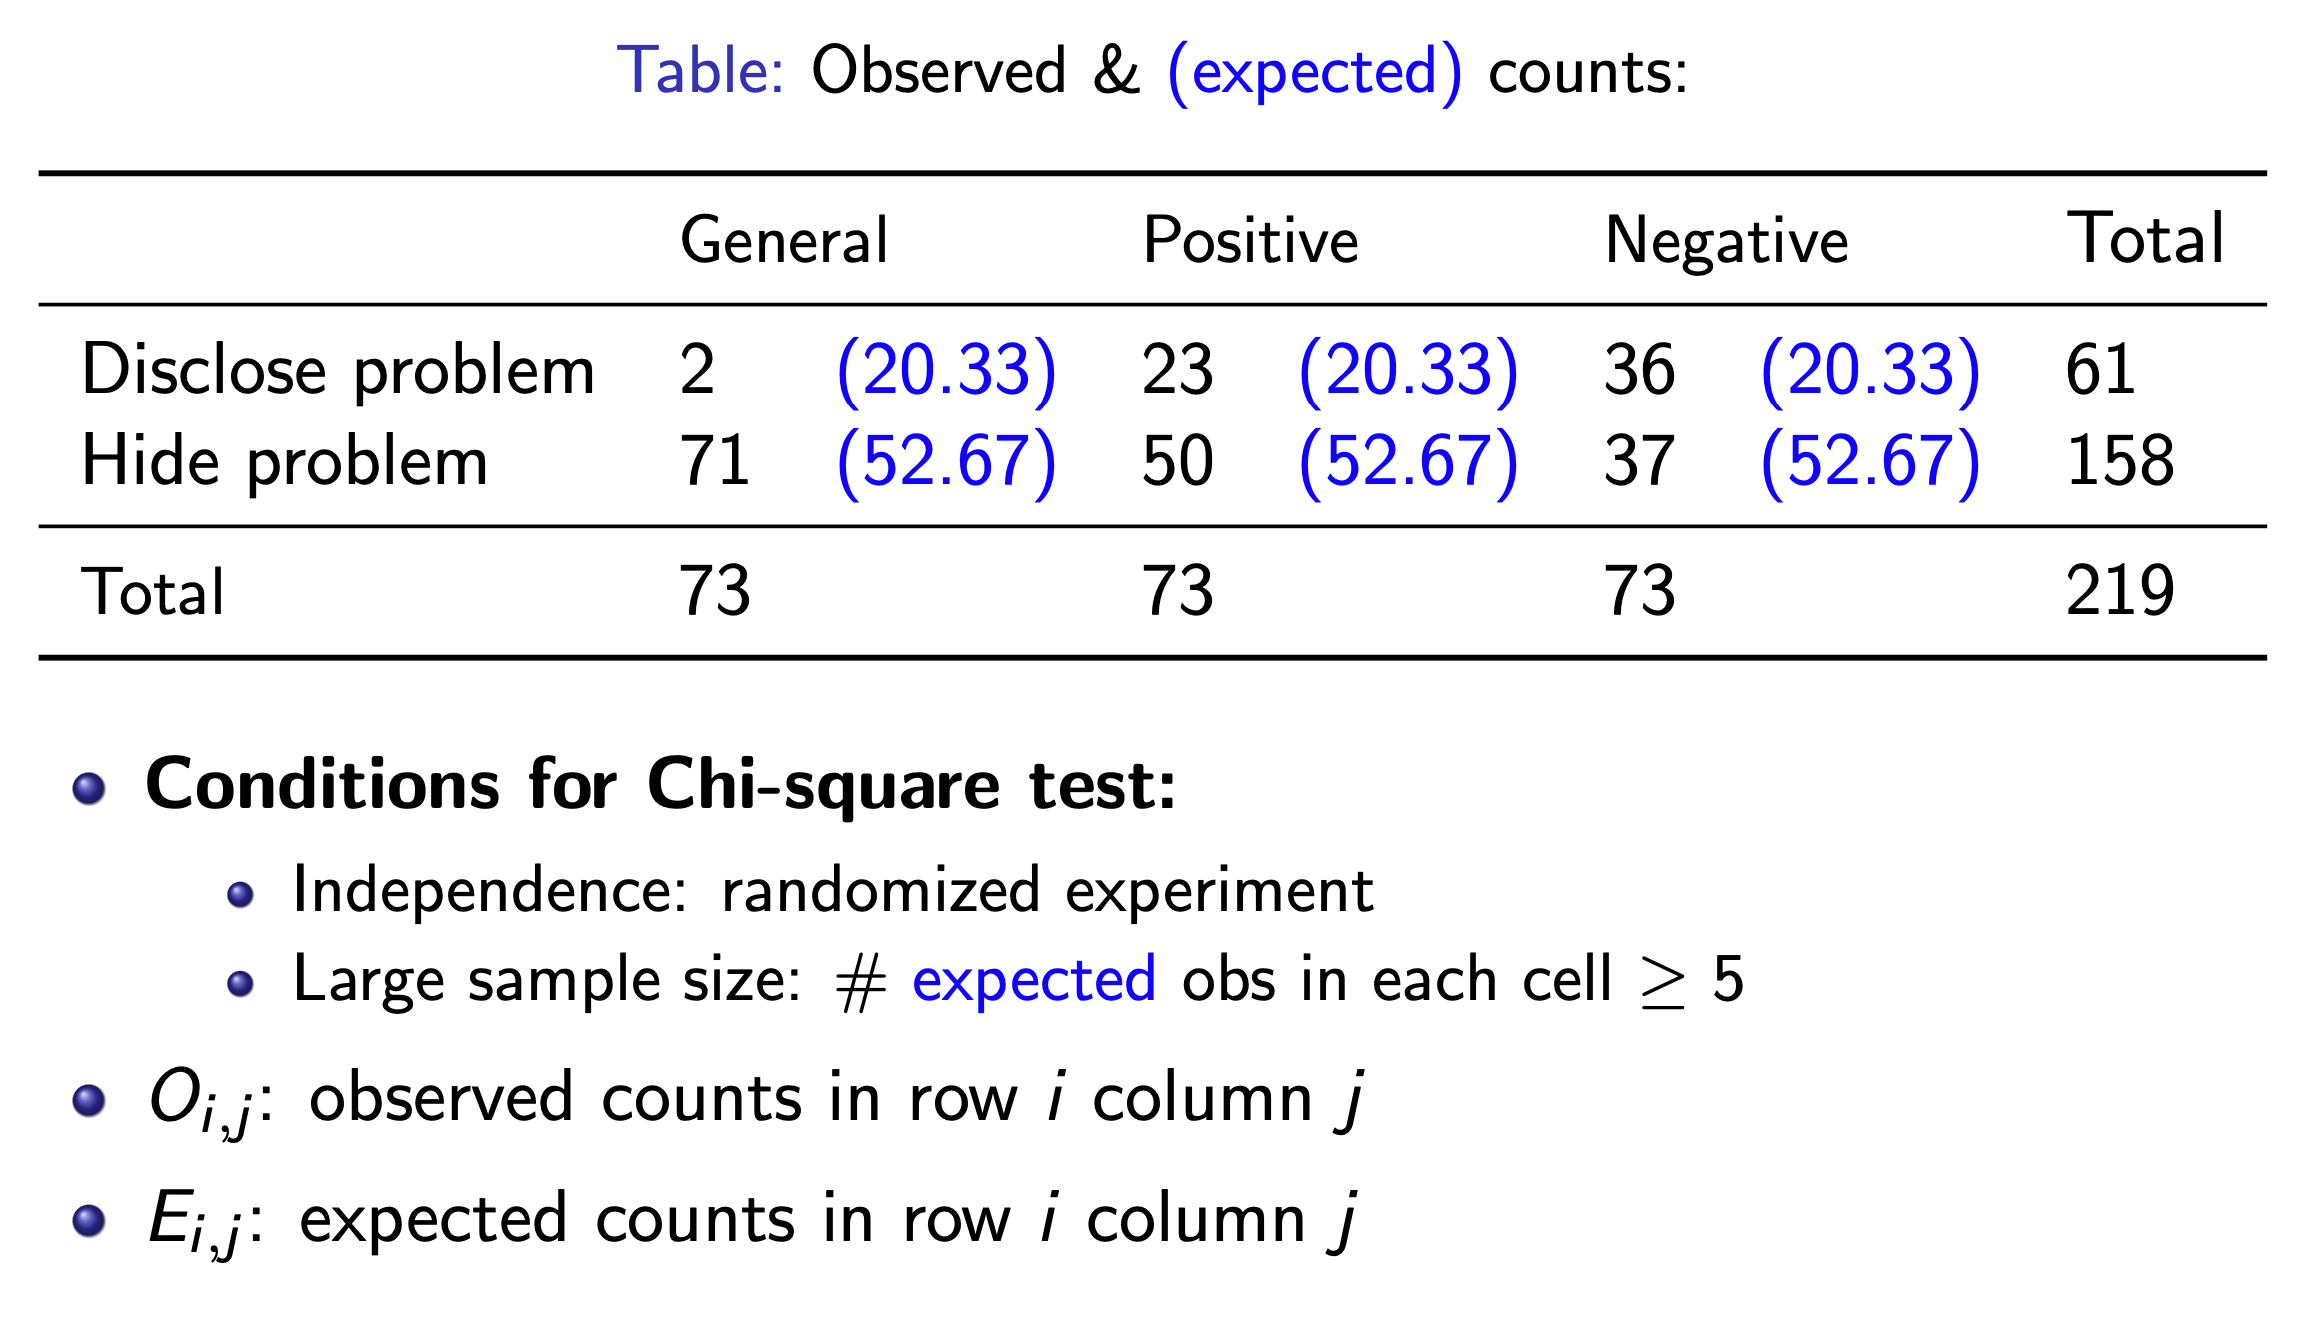 Table: Observed & (expected) counts:
General Positive Negative Total
Disclose problem 2 (20.33) 23 (20.33) 36 (20.33) 61
Hide problem 71 (52.67) 50 (52.67) 37 (52.67) 158
Total 73 73 73 219
Conditions for Chi-square test:
Independence: randomized experiment
Large sample size: # expected obs in each cell ≥ 5
O_{i,j}: observed counts in row i column j
E_{i,j}: expected counts in row i column j